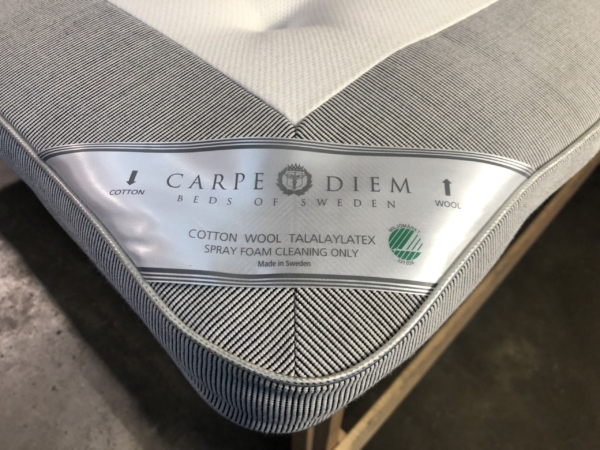 COTTON
CARPE DIEM
BEDS OF SWEDEN
WOOL
COTTON WOOL TALALAYLATEX
SPRAY FOAM CLEANING ONLY
Made in Sweden